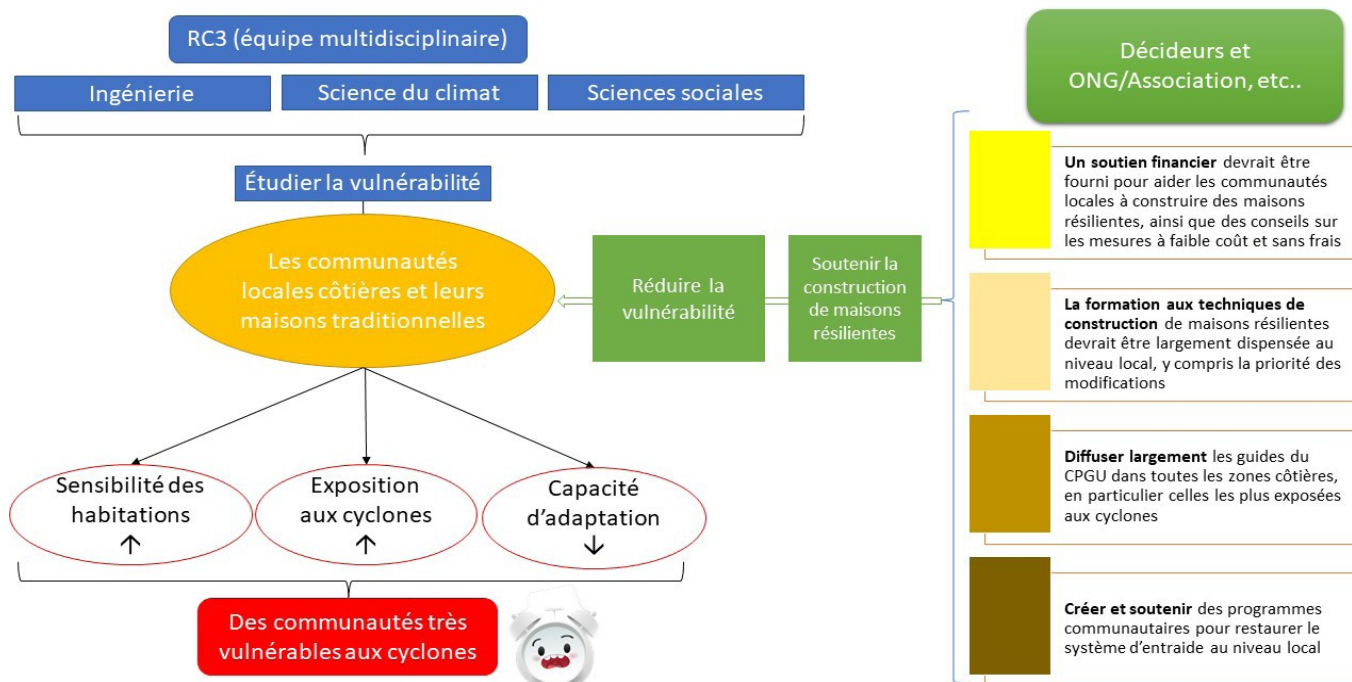 RC3 (équipe multidisciplinaire)
Ingénierie
Science du climat
Sciences sociales
Étudier la vulnérabilité
Les communautés
locales côtières et leurs
maisons traditionnelles
Sensibilité des
habitations
↑
Exposition
aux cyclones
↑
Capacité
d’adaptation
↓
Des communautés très
vulnérables aux cyclones
Réduire la
vulnérabilité
Soutenir la
construction
de maisons
résilientes
Décideurs et
ONG/Association, etc..
Un soutien financier devrait être
fourni pour aider les communautés
locales à construire des maisons
résilientes, ainsi que des conseils sur
les mesures à faible coût et sans frais
La formation aux techniques de
construction de maisons résilientes
devrait être largement dispensée au
niveau local, y compris la priorité des
modifications
Diffuser largement les guides du
CPGU dans toutes les zones côtières,
en particulier celles les plus exposées
aux cyclones
Créer et soutenir des programmes
communautaires pour restaurer le
système d’entraide au niveau local